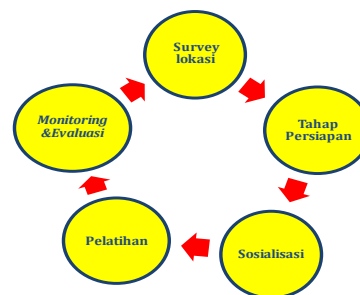 Survey
lokasi
Tahap
Persiapan
Sosialisasi
Pelatihan
Monitoring
&Evaluasi